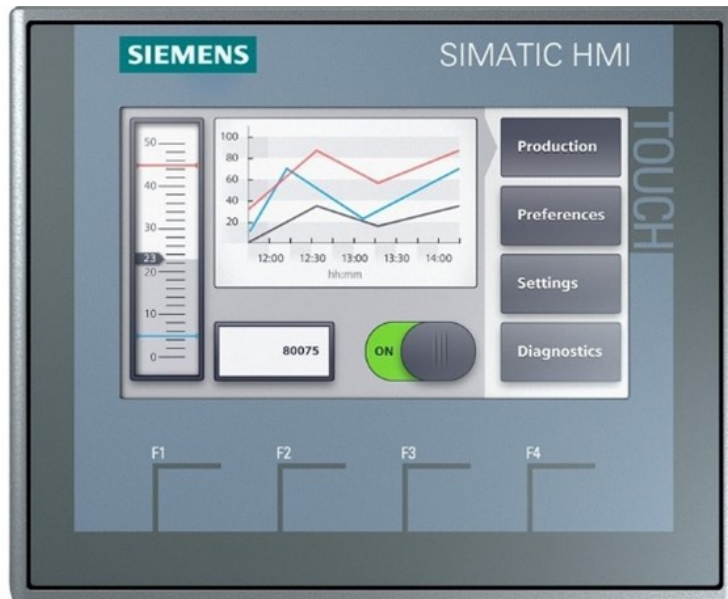 SIEMENS
SIMATIC HMI
TOUCH
50
40
30
23
20
10
0
100
80
60
40
20
12:00 12:30 13:00 13:30 14:00
hh:mm
80075
ON
Production
Preferences
Settings
Diagnostics
F1 F2 F3 F4